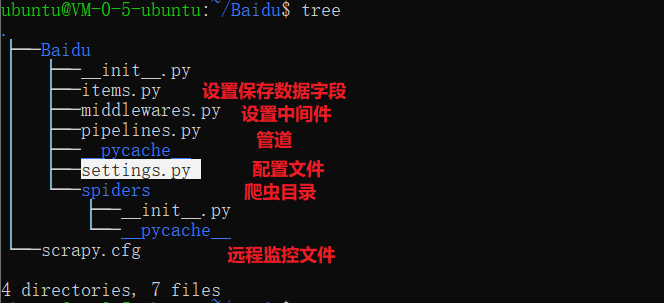 ubuntu@VM-0-5-ubuntu:~/Baidu$ tree
.
├──Baidu
│ ├──__init__.py
│ ├──items.py 设置保存数据字段
│ ├──middlewares.py 设置中间件
│ ├──pipelines.py 管道
│ ├──__pycache__
│ ├──settings.py 配置文件
│ └──spiders 爬虫目录
│ ├──__init__.py
│ └──__pycache__
└──scrapy.cfg 远程监控文件
4 directories, 7 files